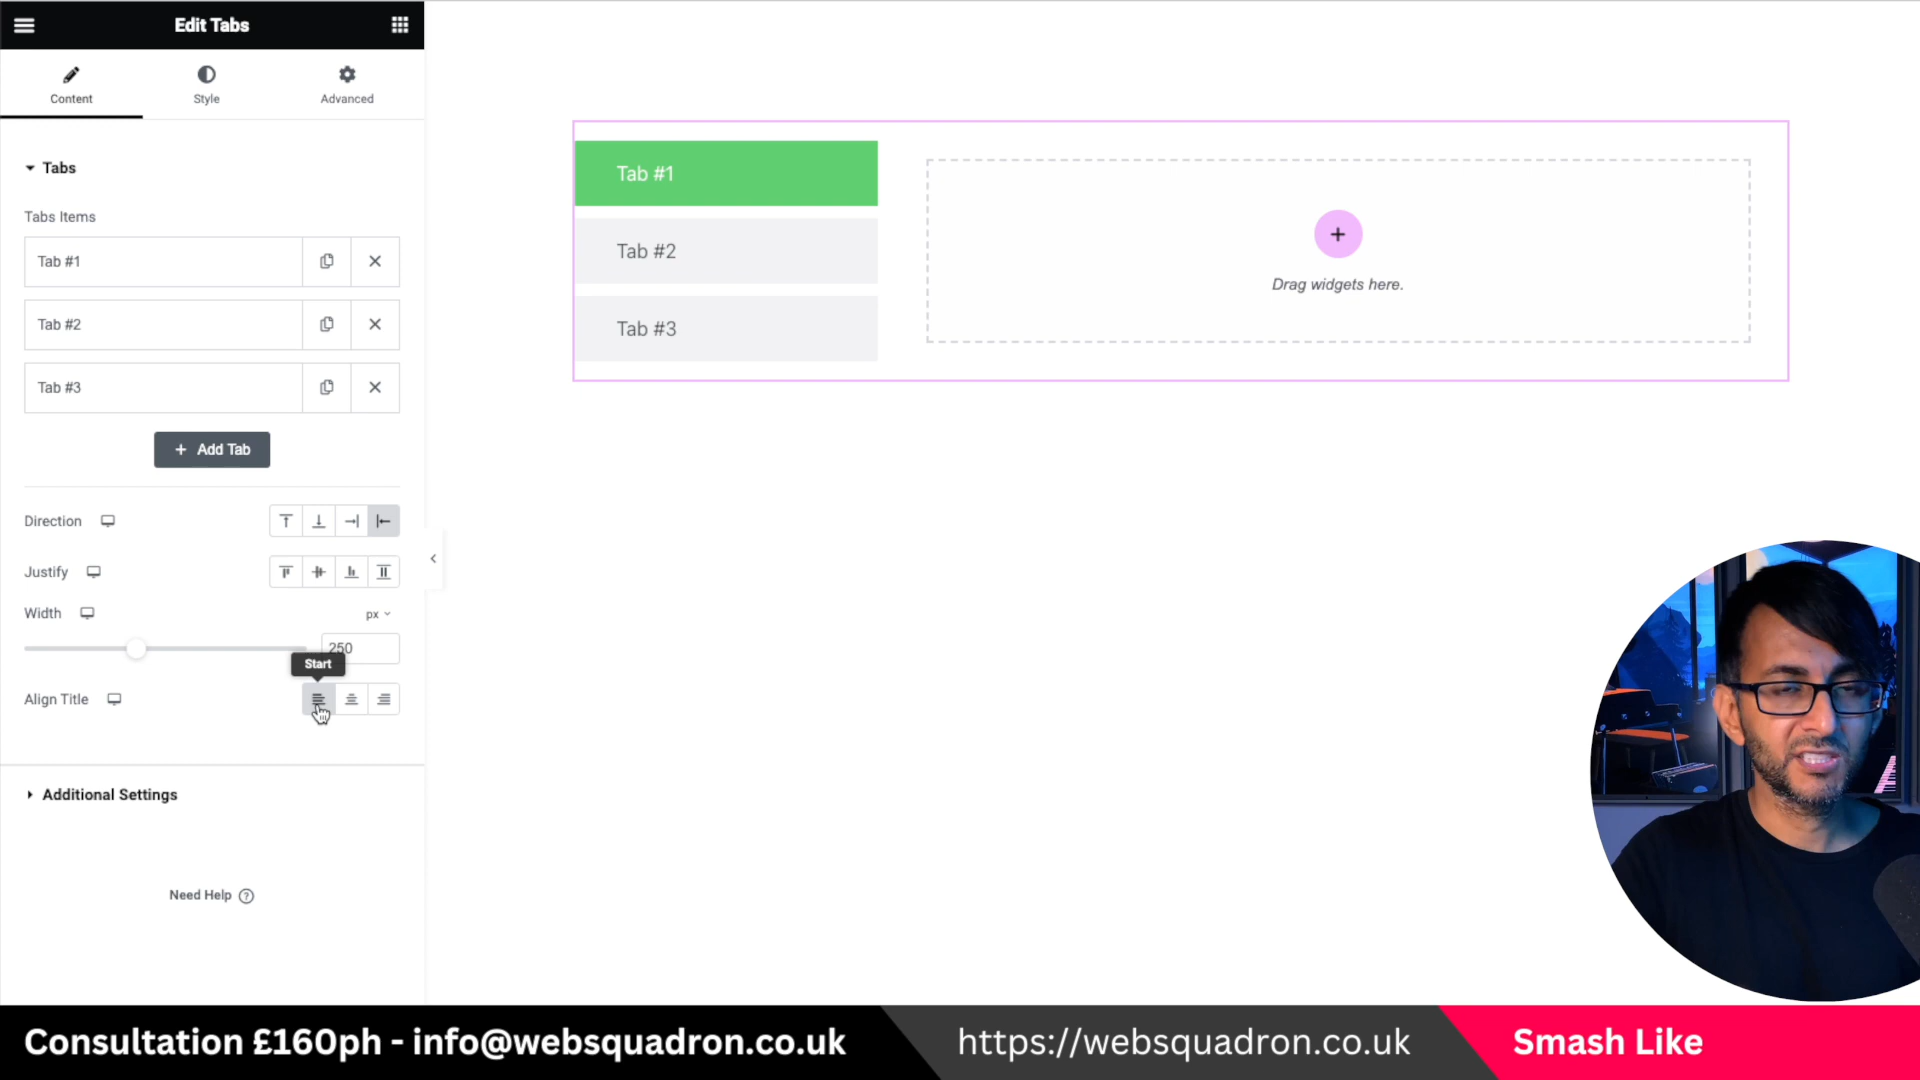 Edit Tabs
Content
Style
Advanced
Tabs
Tabs Items
Tab #1
Tab #2
Tab #3
+ Add Tab
Direction
Justify
Width
px
250
Start
Align Title
Additional Settings
Need Help ?
Tab #1
Tab #2
Tab #3
+
Drag widgets here.
Consultation £160ph - info@websquadron.co.uk
https://websquadron.co.uk
Smash Like